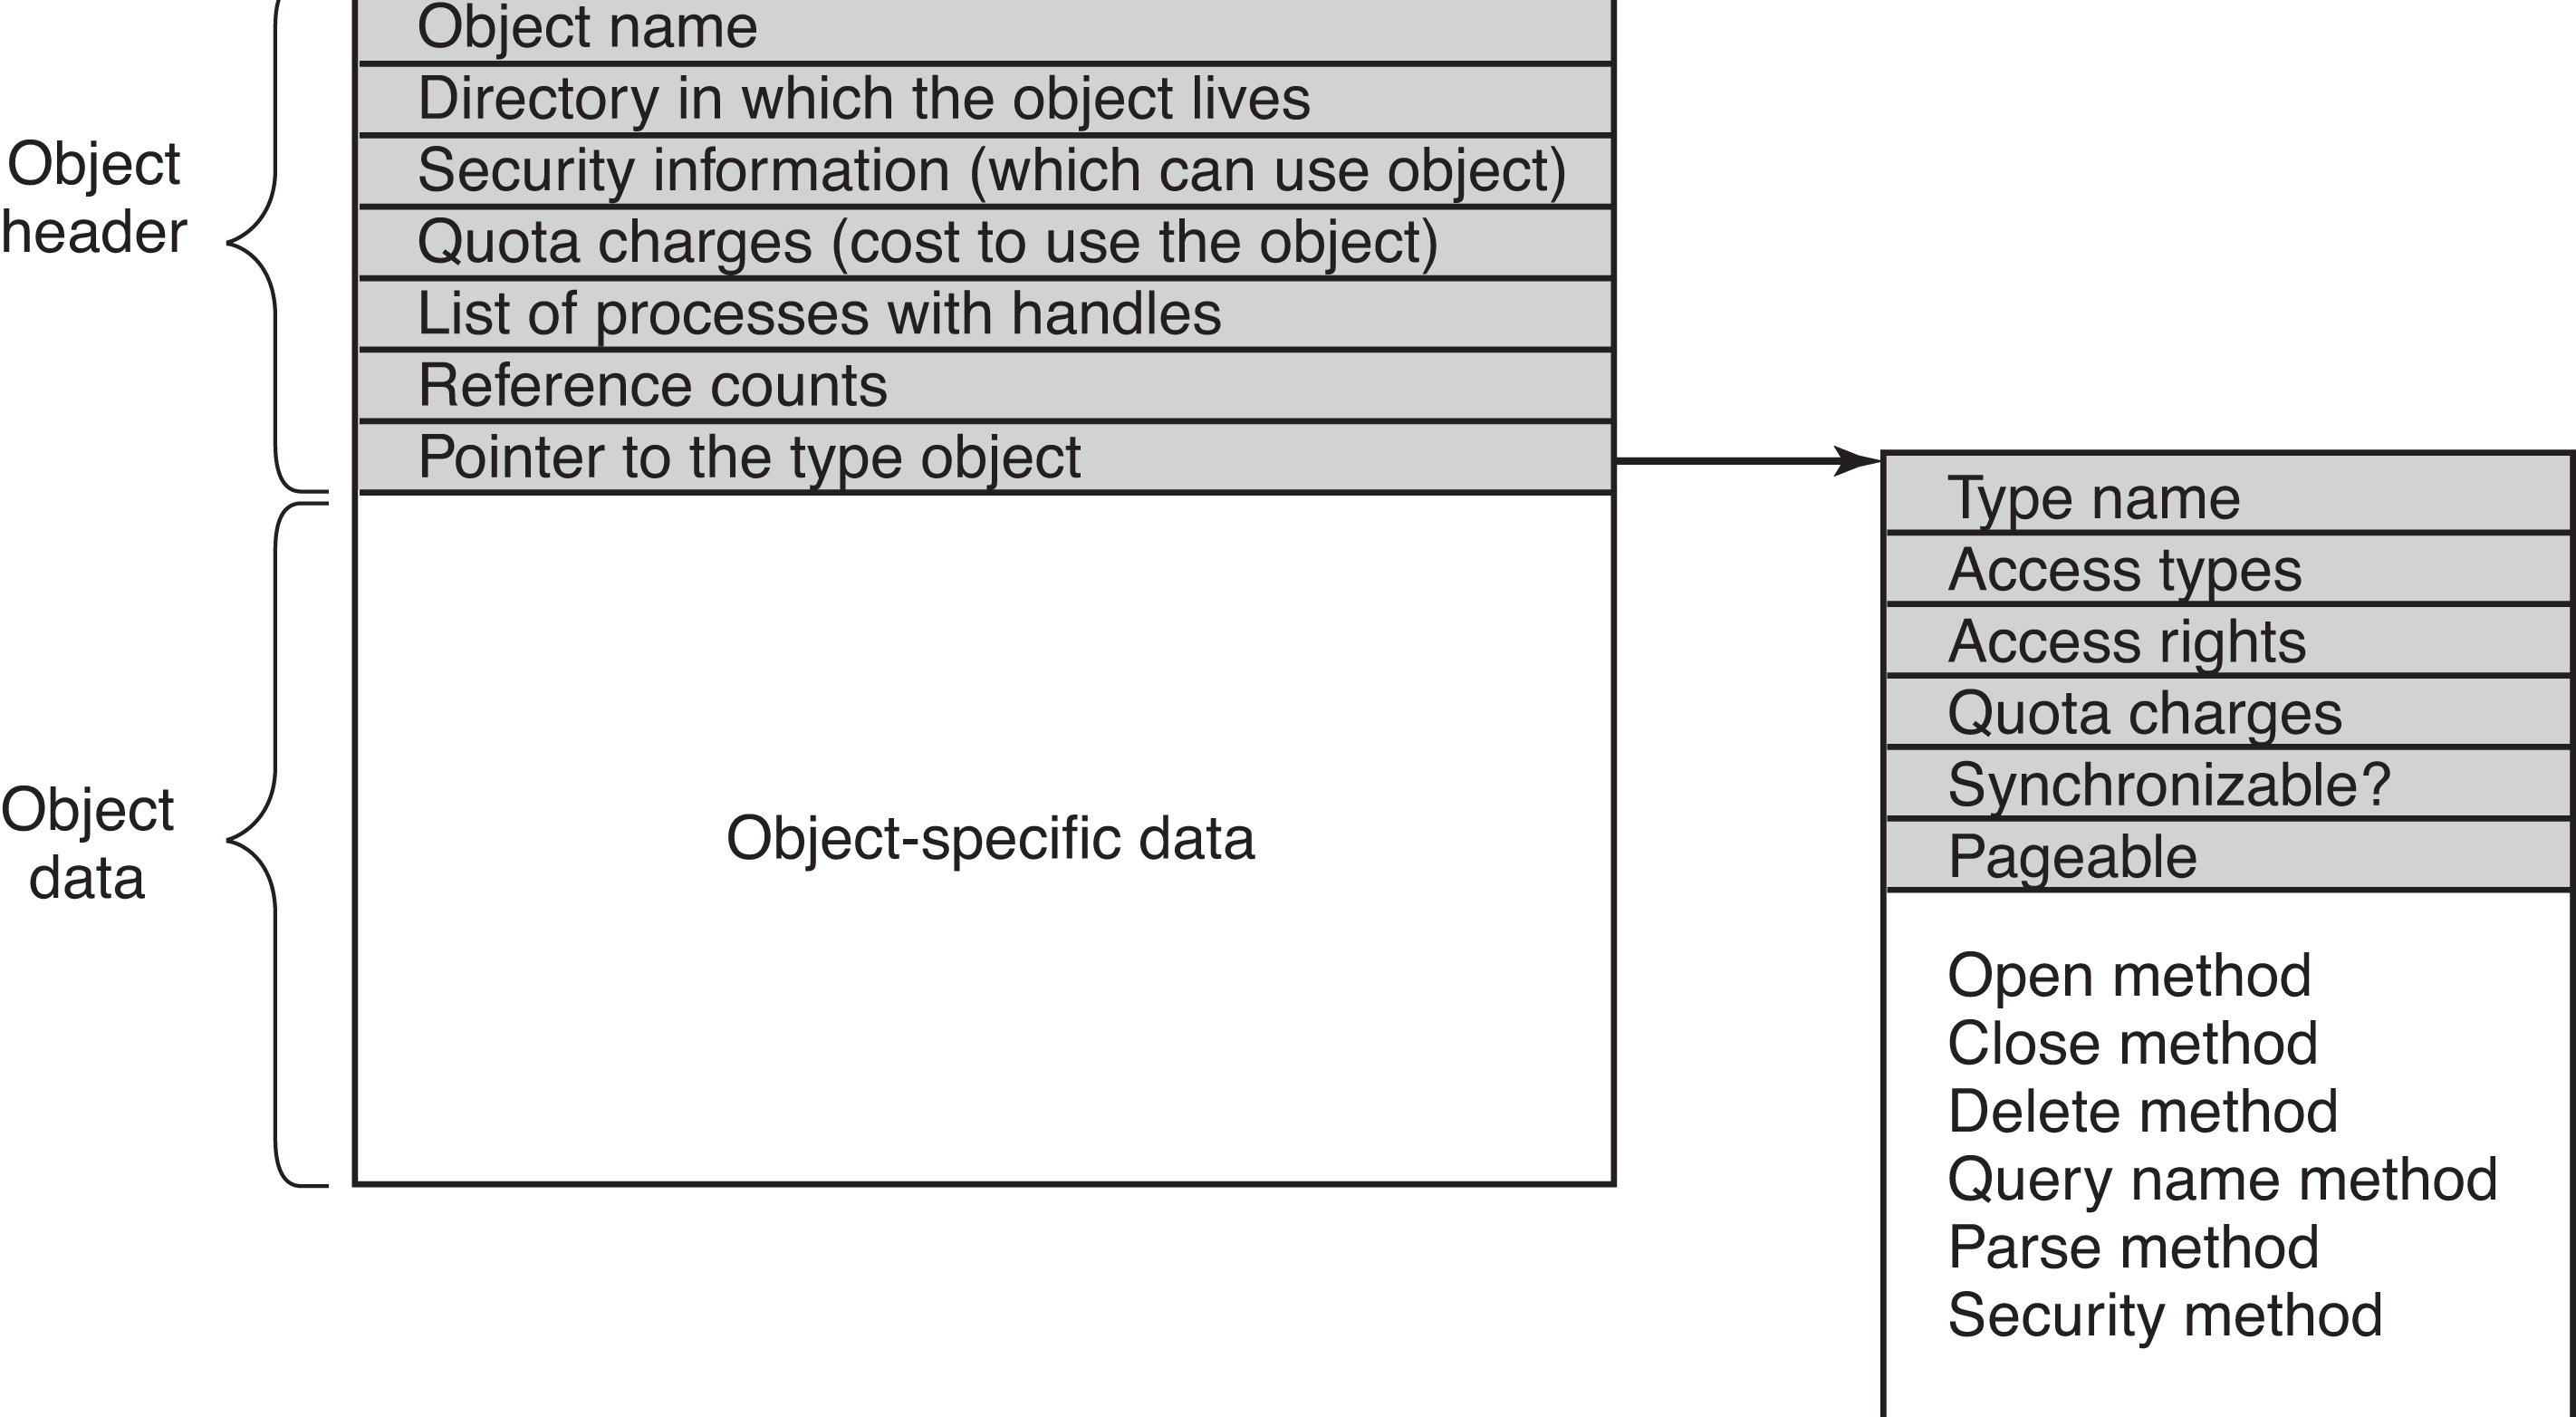 Object name
Directory in which the object lives
Security information (which can use object)
Quota charges (cost to use the object)
List of processes with handles
Reference counts
Pointer to the type object
Object
header
Object-specific data
Object
data
Type name
Access types
Access rights
Quota charges
Synchronizable?
Pageable
Open method
Close method
Delete method
Query name method
Parse method
Security method